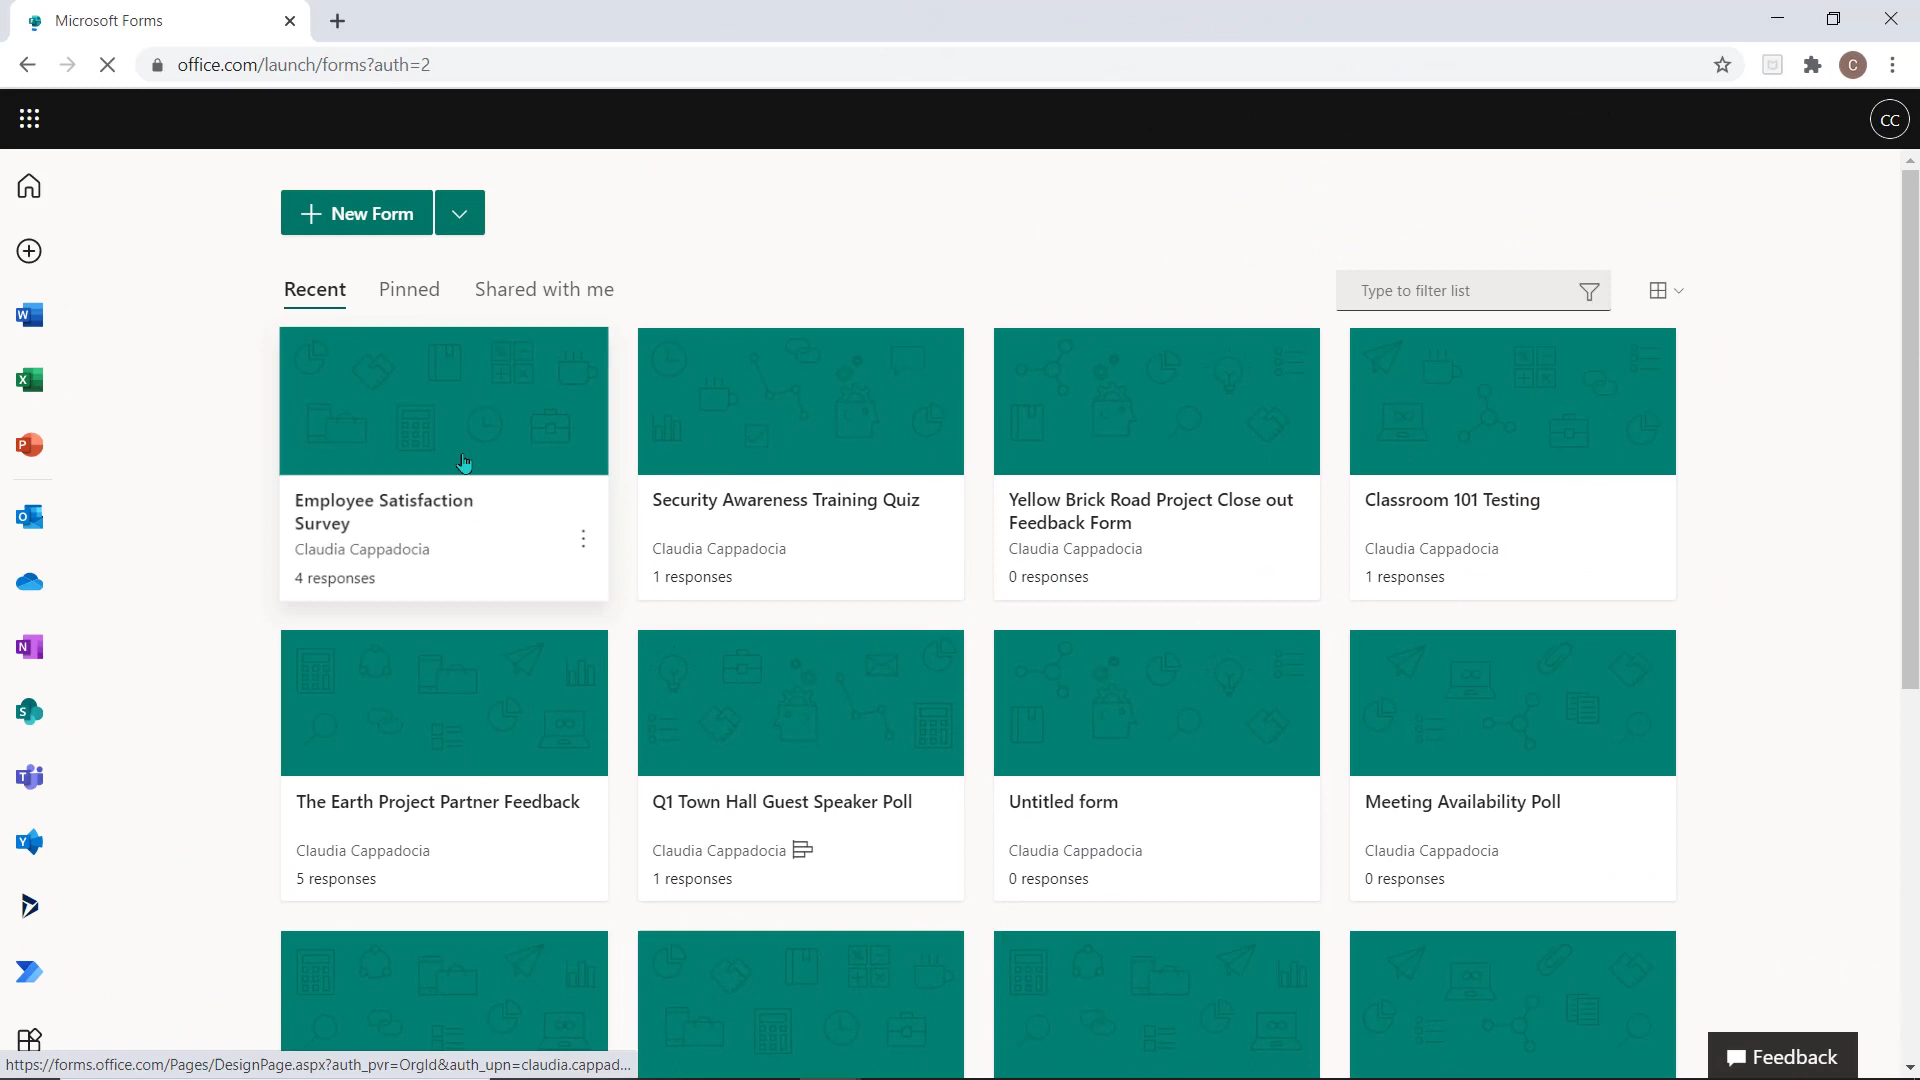 Microsoft Forms
office.com/launch/forms?auth=2
C
CC
New Form
Recent
Pinned
Shared with me
Type to filter list
Employee Satisfaction
Survey
Claudia Cappadocia
4 responses
Security Awareness Training Quiz
Claudia Cappadocia
1 responses
Yellow Brick Road Project Close out
Feedback Form
Claudia Cappadocia
0 responses
Classroom 101 Testing
Claudia Cappadocia
1 responses
The Earth Project Partner Feedback
Claudia Cappadocia
5 responses
Q1 Town Hall Guest Speaker Poll
Claudia Cappadocia
1 responses
Untitled form
Claudia Cappadocia
0 responses
Meeting Availability Poll
Claudia Cappadocia
0 responses
https://forms.office.com/Pages/DesignPage.aspx?auth_pvr=OrgId&auth_upn=claudia.cappad...
Feedback